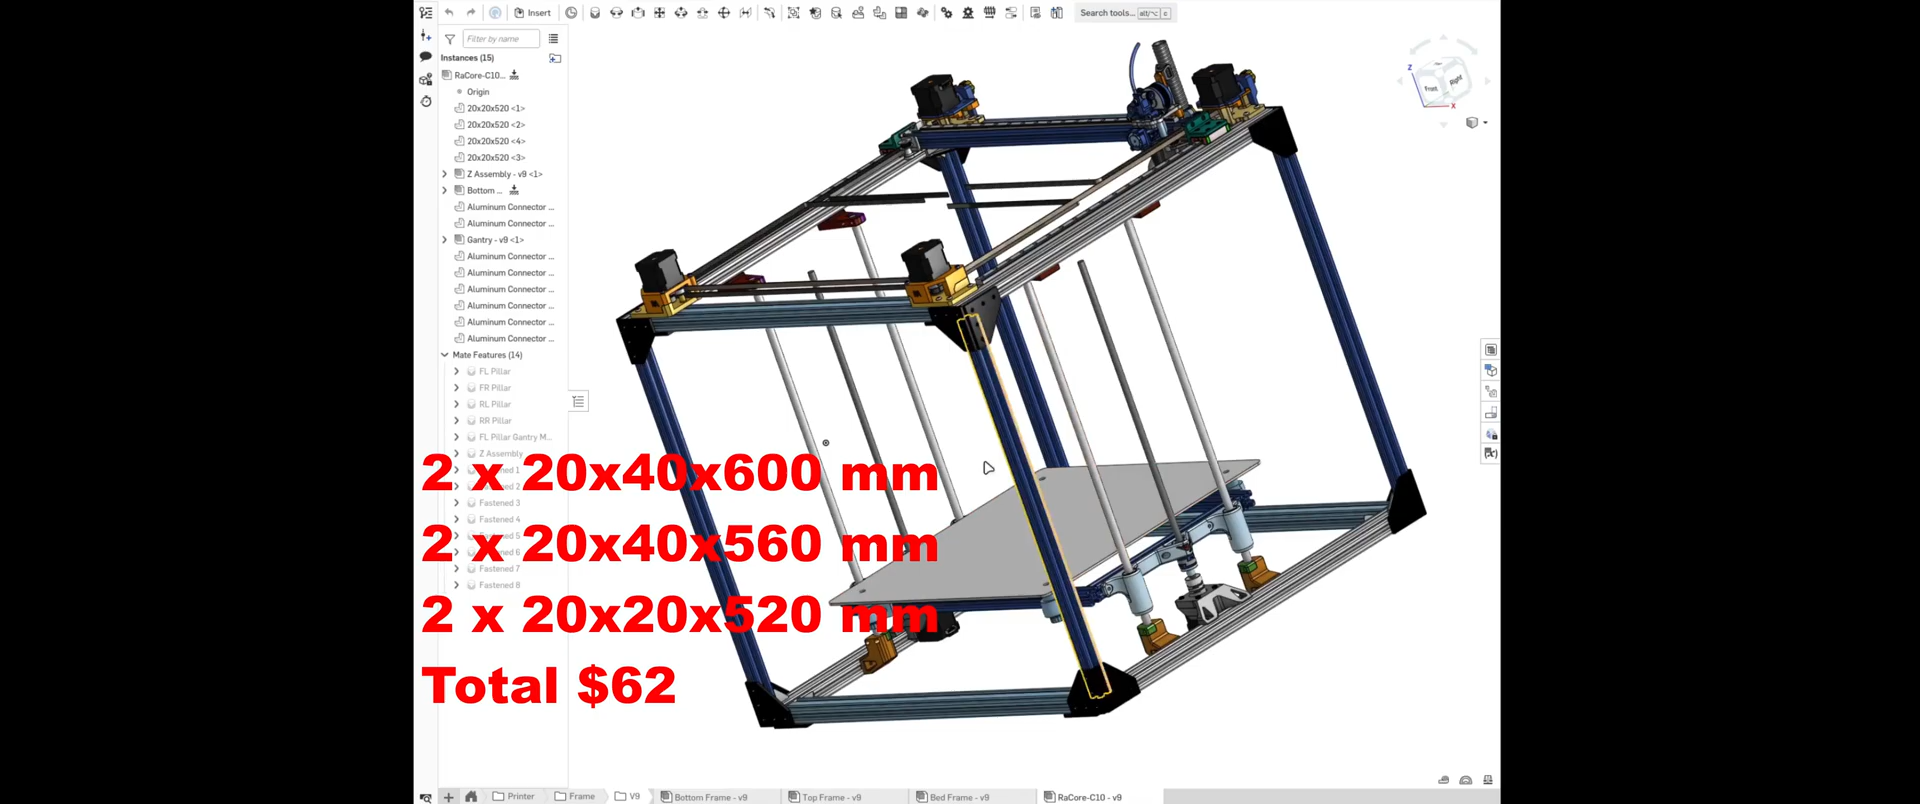 Insert
Search tools... alt/⌥ c
Filter by name
Instances (15)
RaCore-C10...
Origin
20x20x520 <1>
20x20x520 <2>
20x20x520 <4>
20x20x520 <3>
Z Assembly - v9 <1>
Bottom ...
Aluminum Connector ...
Aluminum Connector ...
Gantry - v9 <1>
Aluminum Connector ...
Aluminum Connector ...
Aluminum Connector ...
Aluminum Connector ...
Aluminum Connector ...
Aluminum Connector ...
Mate Features (14)
FL Pillar
FR Pillar
RL Pillar
RR Pillar
FL Pillar Gantry M...
Z Assembly
Fastened 3
Fastened 4
Fastened 7
Fastened 8
2 x 20x40x600 mm
2 x 20x40x560 mm
2 x 20x20x520 mm
Total $62
Z
Front
Right
X
Printer
Frame
V9
Bottom Frame - v9
Top Frame - v9
Bed Frame - v9
RaCore-C10 - v9